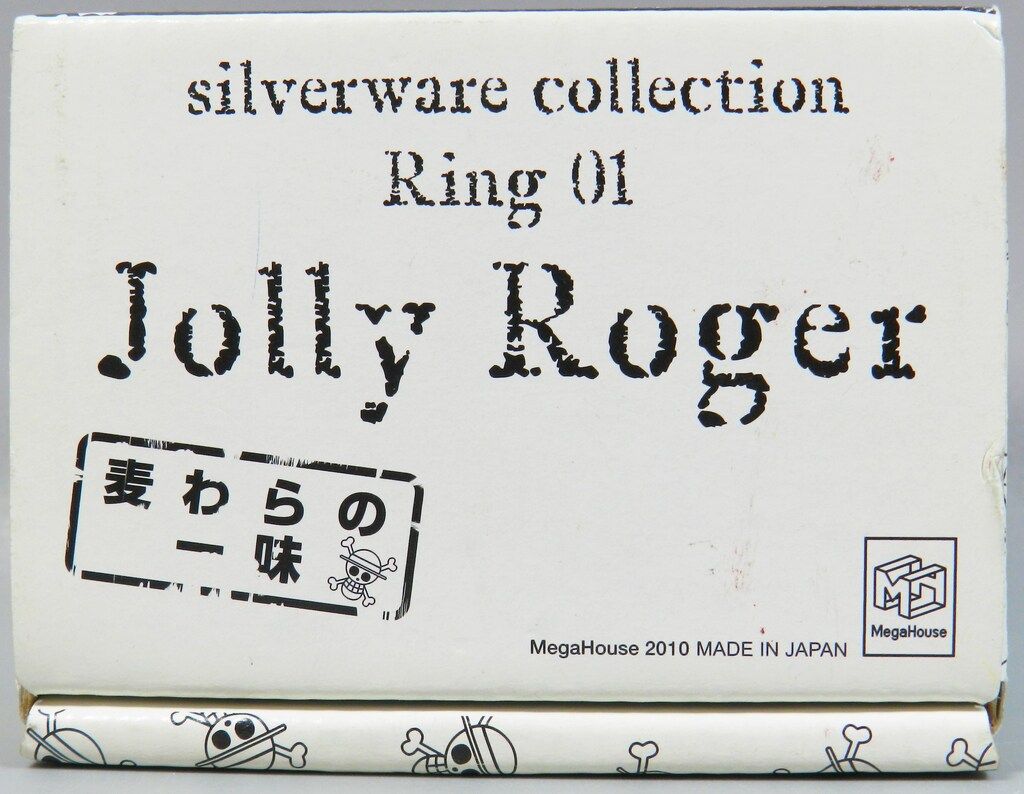 silverware collection
Ring 01
Jolly Roger
麦わらの
一味
MegaHouse 2010 MADE IN JAPAN
MegaHouse